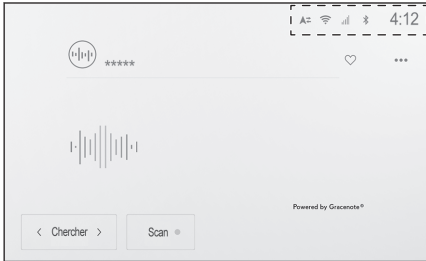 4:12
*****
Powered by Gracenote®
< Chercher >
Scan